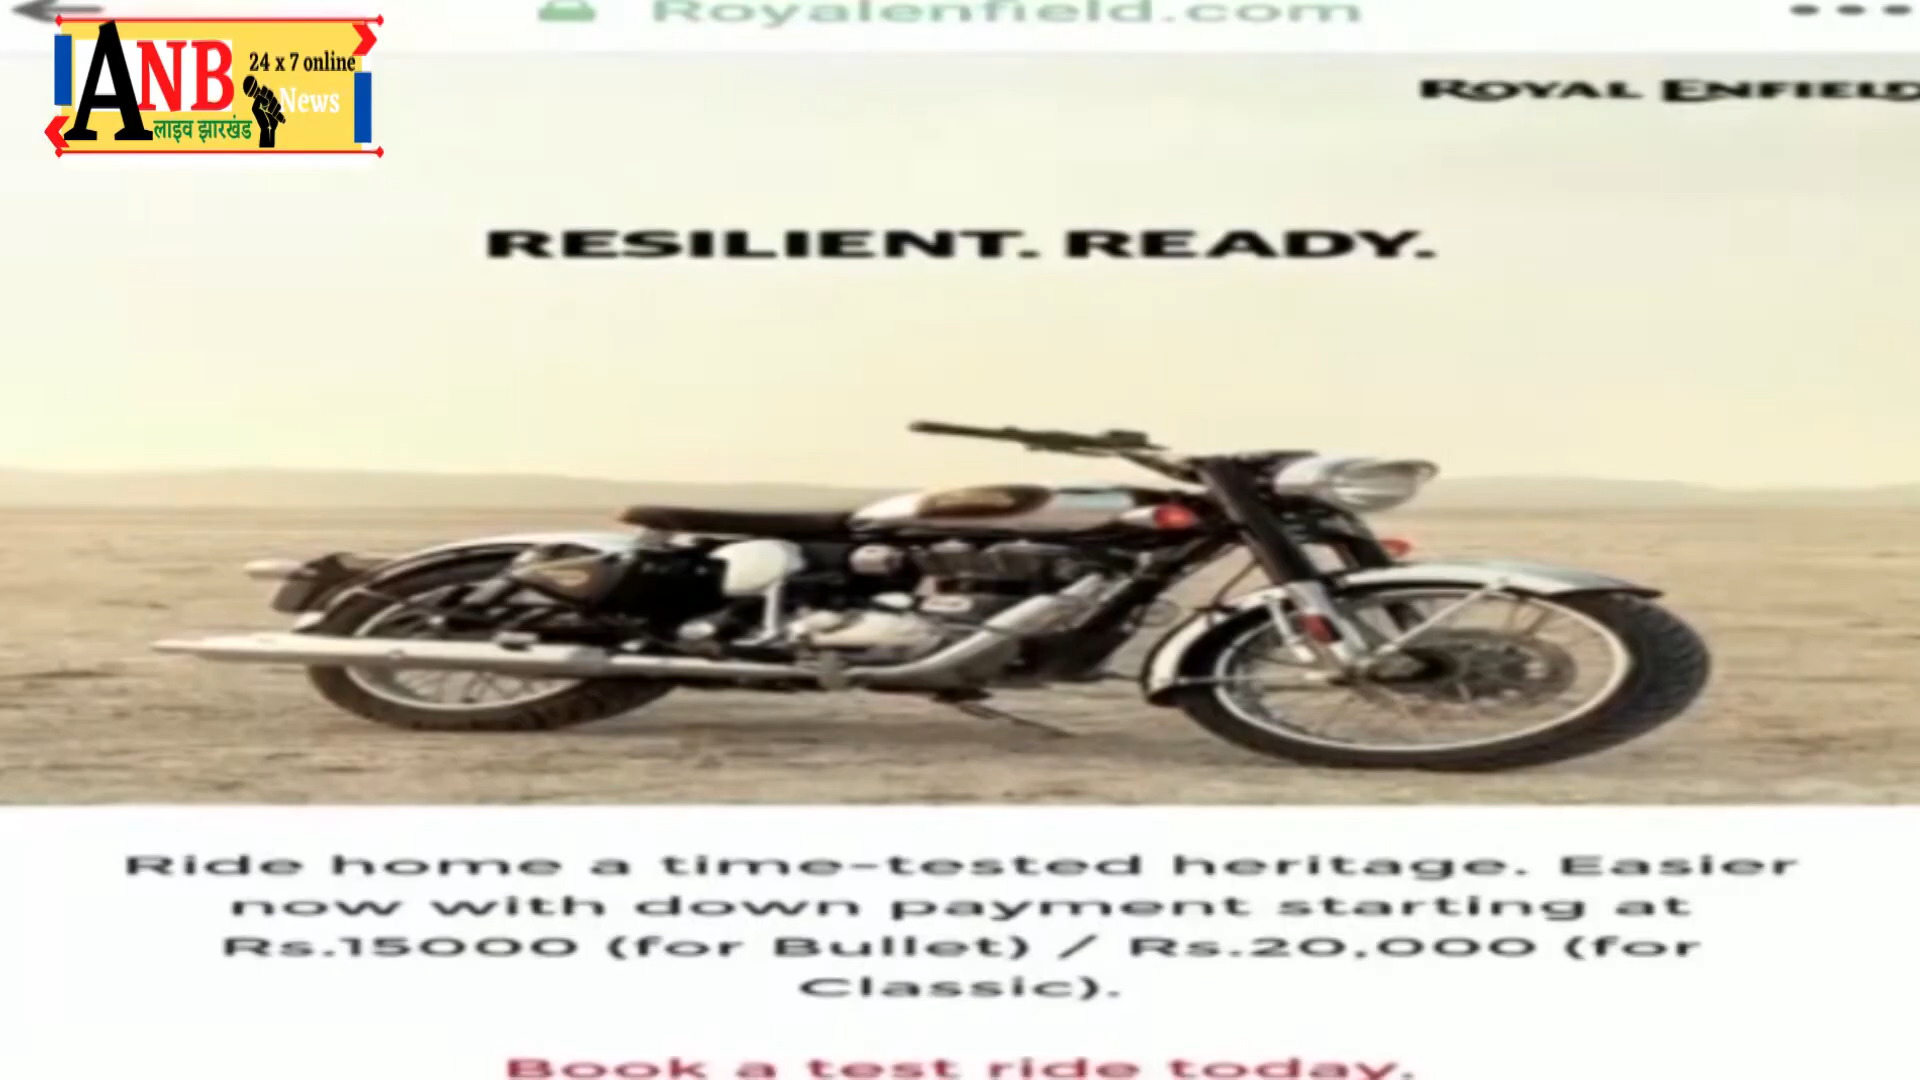 Royalenfield.com
ANB
24 x 7 online
News
लाइव झारखंड
ROYAL ENFIELD
RESILIENT. READY.
Ride home a time-tested heritage. Easier
now with down payment starting at
Rs.15000 (for Bullet) / Rs.20,000 (for
Classic).
Book a test ride today.